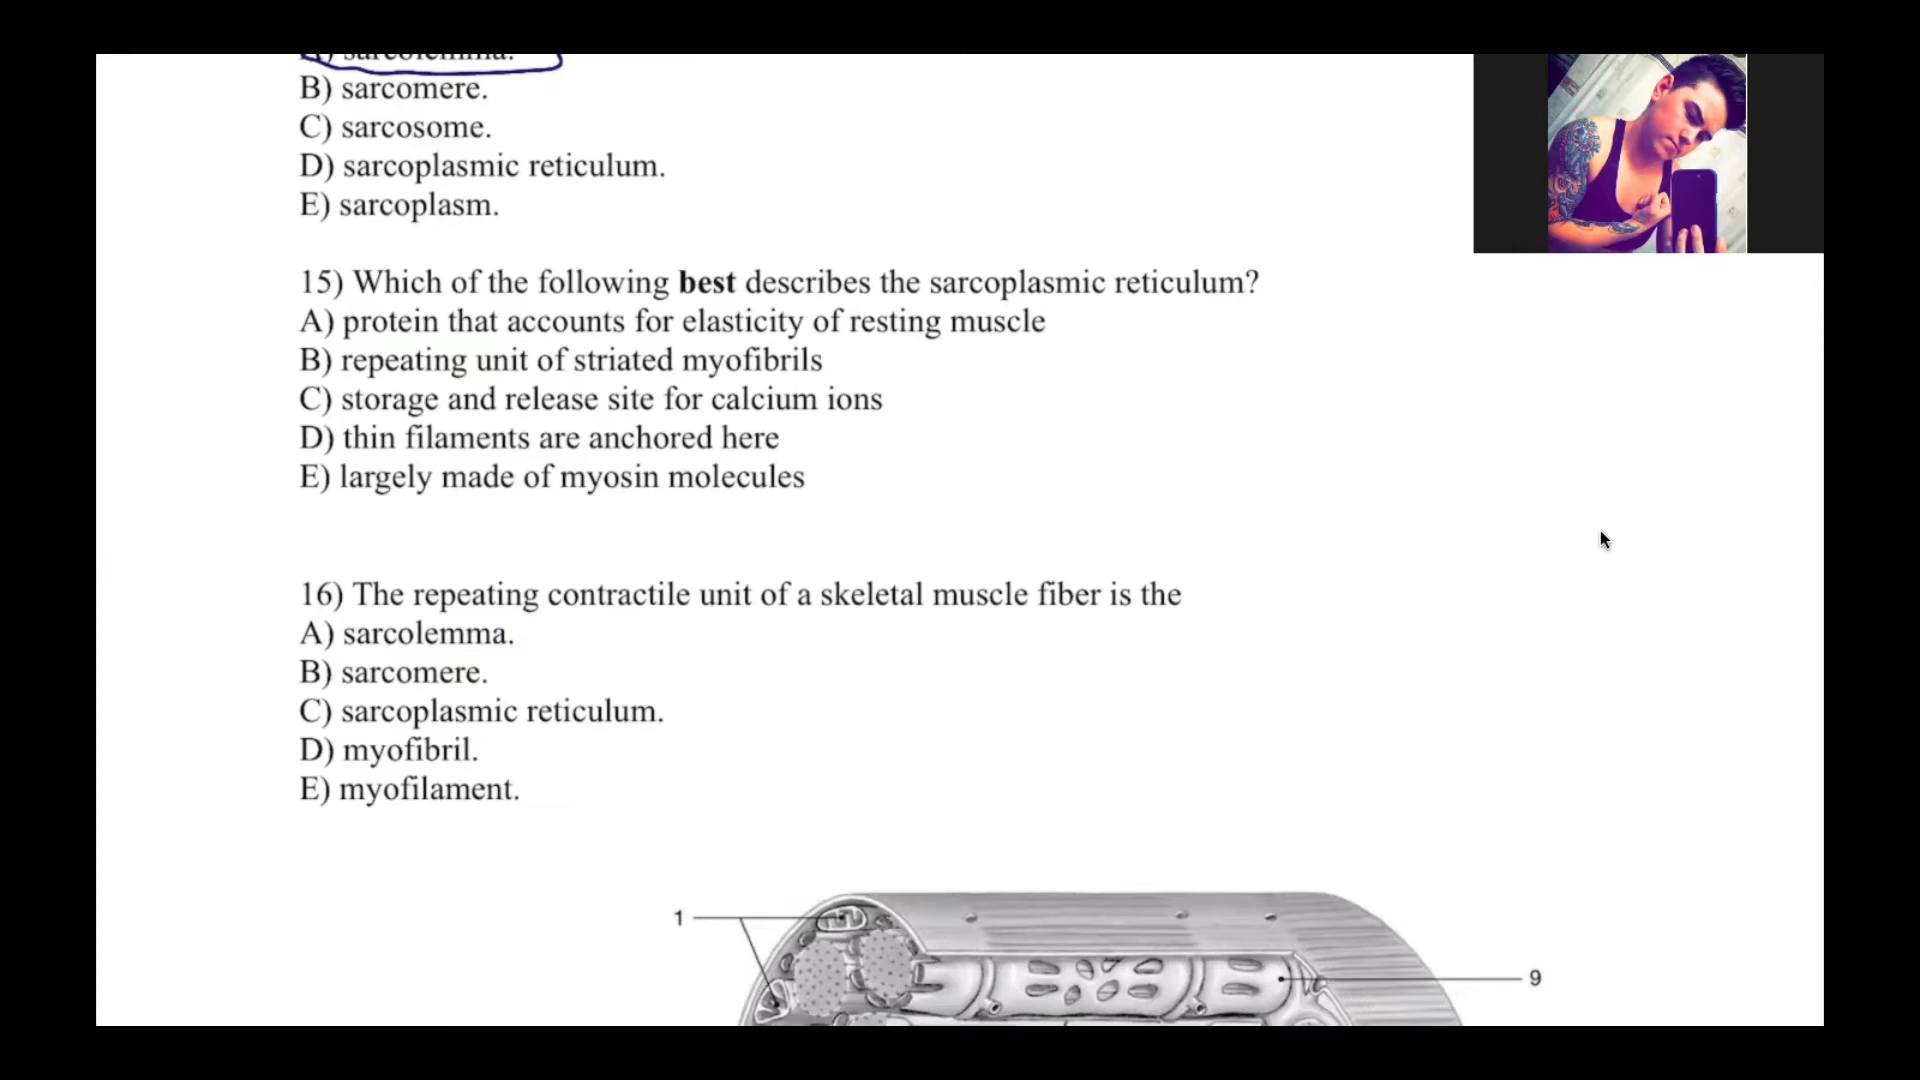 A) sarcolemma.
B) sarcomere.
C) sarcosome.
D) sarcoplasmic reticulum.
E) sarcoplasm.
15) Which of the following best describes the sarcoplasmic reticulum?
A) protein that accounts for elasticity of resting muscle
B) repeating unit of striated myofibrils
C) storage and release site for calcium ions
D) thin filaments are anchored here
E) largely made of myosin molecules
16) The repeating contractile unit of a skeletal muscle fiber is the
A) sarcolemma.
B) sarcomere.
C) sarcoplasmic reticulum.
D) myofibril.
E) myofilament.
1
9